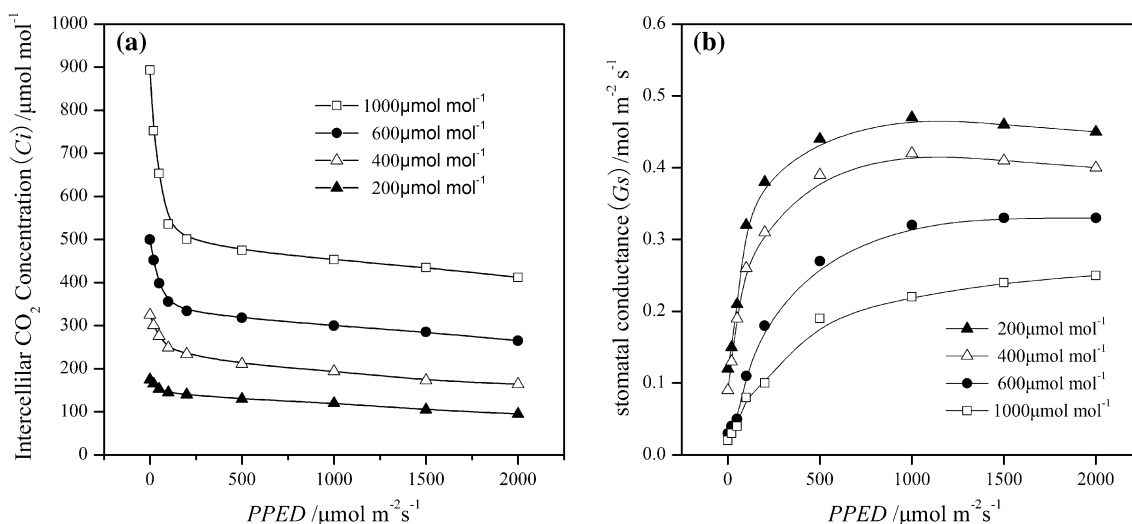 (a)
Intercellilar CO₂ Concentration (Ci) /μmol mol⁻¹
1000
900
800
700
600
500
400
300
200
100
0
1000μmol mol⁻¹
600μmol mol⁻¹
400μmol mol⁻¹
200μmol mol⁻¹
0 500 1000 1500 2000
PPED /μmol m⁻²s⁻¹
(b)
stomatal conductance (Gs) /mol m⁻² s⁻¹
0.6
0.5
0.4
0.3
0.2
0.1
0.0
200μmol mol⁻¹
400μmol mol⁻¹
600μmol mol⁻¹
1000μmol mol⁻¹
0 500 1000 1500 2000
PPED /μmol m⁻²s⁻¹